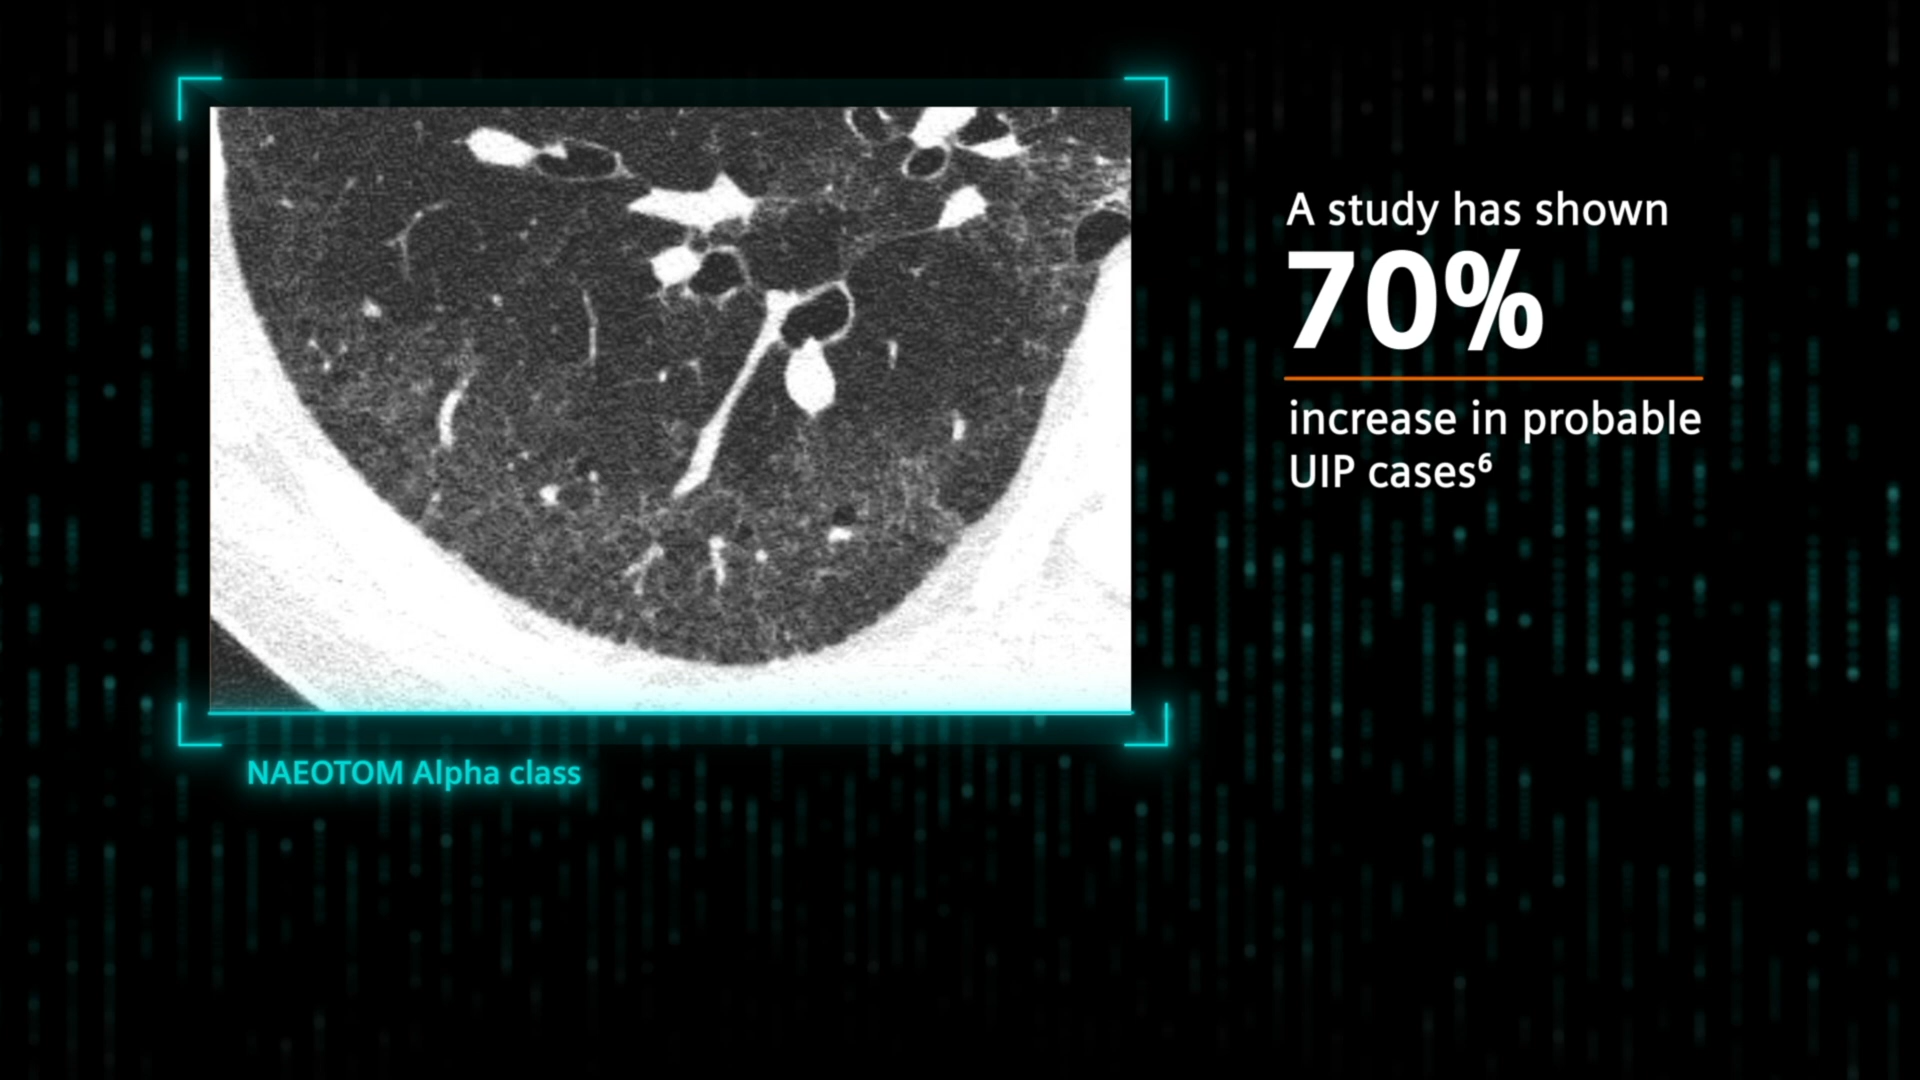 A study has shown
70%
increase in probable
UIP cases⁶
NAEOTOM Alpha class